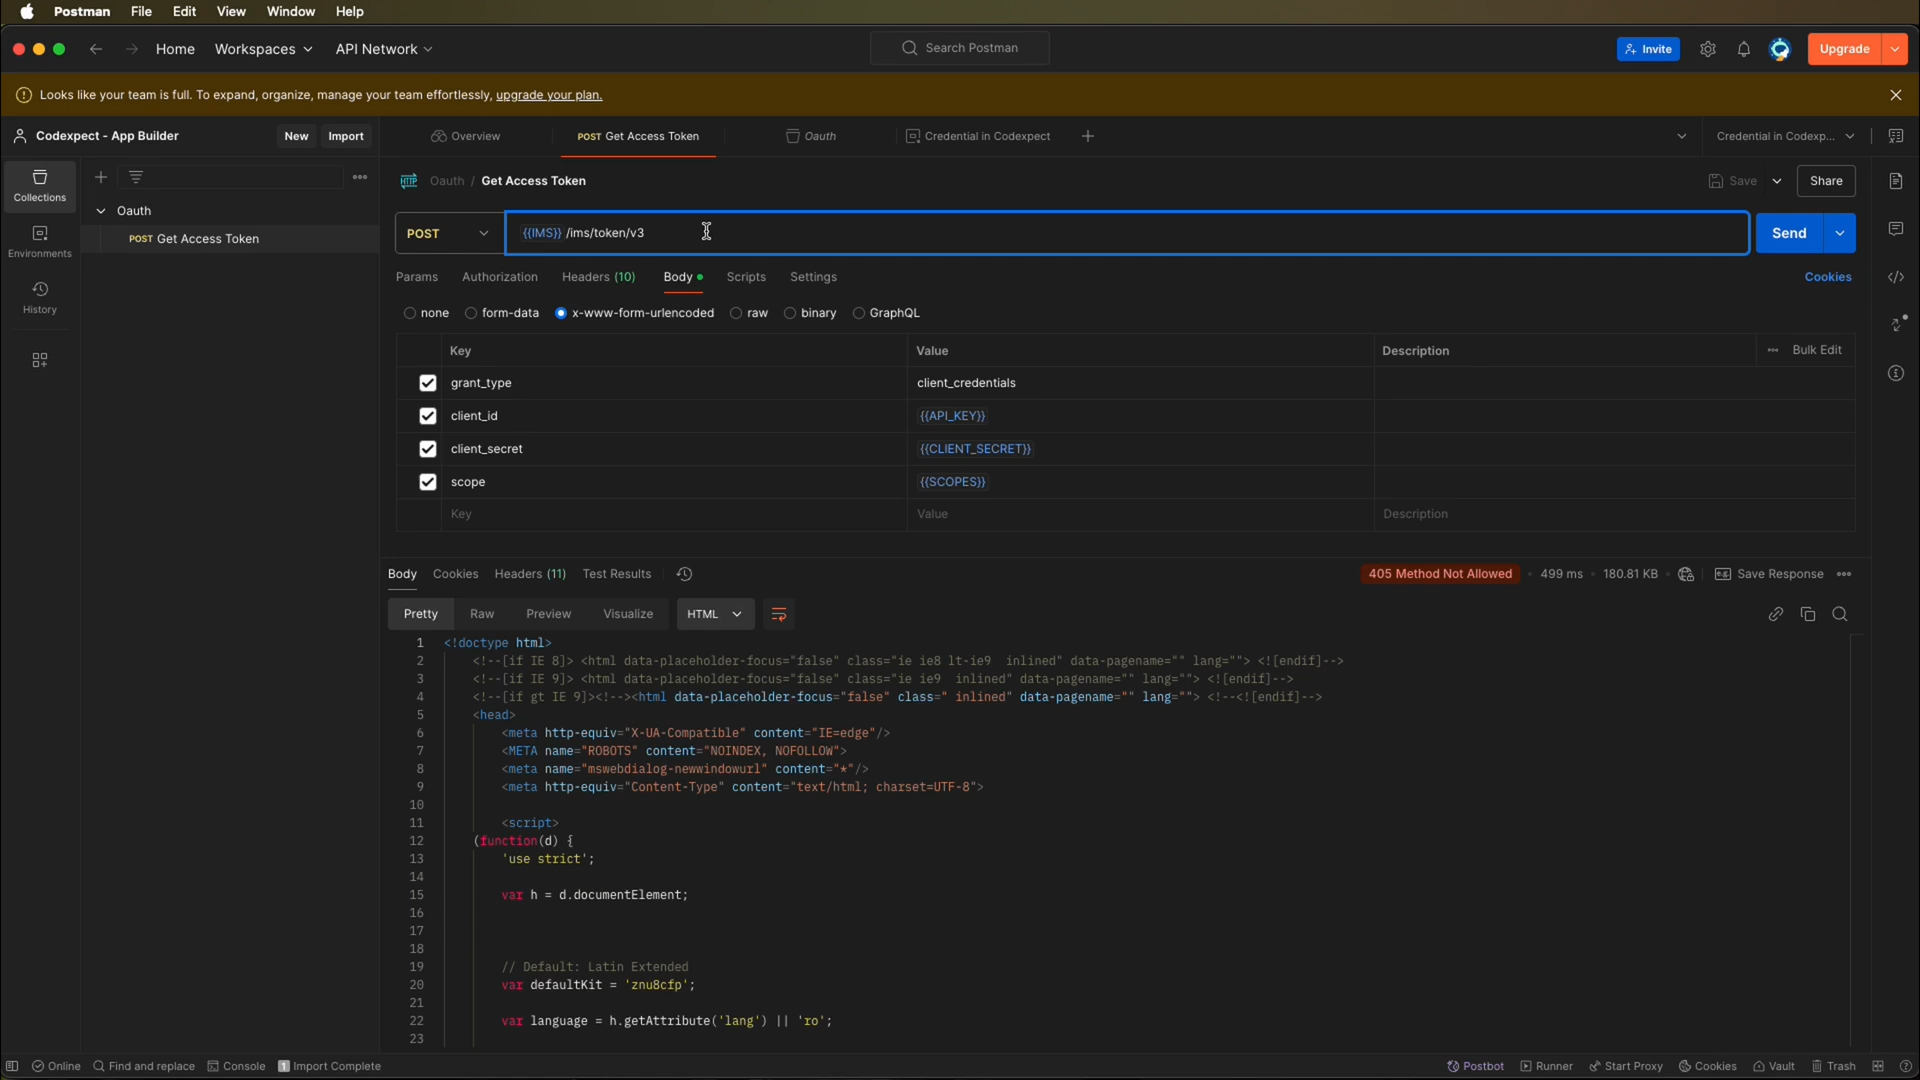 Postman File Edit View Window Help
Home Workspaces API Network Search Postman Invite Upgrade
Looks like your team is full. To expand, organize, manage your team effortlessly, upgrade your plan.
Codexpect - App Builder New Import Overview POST Get Access Token Oauth Credential in Codexpect Credential in Codexp...
Collections
Environments
History
Oauth
POST Get Access Token
HTTP Oauth / Get Access Token Save Share
POST {{IMS}} /ims/token/v3 Send
Params Authorization Headers (10) Body Scripts Settings Cookies
none form-data x-www-form-urlencoded raw binary GraphQL
Key Value Description Bulk Edit
grant_type client_credentials
client_id {{API_KEY}}
client_secret {{CLIENT_SECRET}}
scope {{SCOPES}}
Key Value Description
Body Cookies Headers (11) Test Results 405 Method Not Allowed 499 ms 180.81 KB Save Response
Pretty Raw Preview Visualize HTML
1 <!doctype html>
2 <!--[if IE 8]> <html data-placeholder-focus="false" class="ie ie8 lt-ie9  inlined" data-pagename="" lang=""> <![endif]-->
3 <!--[if IE 9]> <html data-placeholder-focus="false" class="ie ie9  inlined" data-pagename="" lang=""> <![endif]-->
4 <!--[if gt IE 9]><!--><html data-placeholder-focus="false" class=" inlined" data-pagename="" lang=""> <!--<![endif]-->
5 <head>
6 <meta http-equiv="X-UA-Compatible" content="IE=edge"/>
7 <META name="ROBOTS" content="NOINDEX, NOFOLLOW">
8 <meta name="mswebdialog-newwindowurl" content="*"/>
9 <meta http-equiv="Content-Type" content="text/html; charset=UTF-8">
10
11 <script>
12 (function(d) {
13 'use strict';
14
15 var h = d.documentElement;
16
17
18
19 // Default: Latin Extended
20 var defaultKit = 'znu8cfp';
21
22 var language = h.getAttribute('lang') || 'ro';
23
Online Find and replace Console 1 Import Complete Postbot Runner Start Proxy Cookies Vault Trash